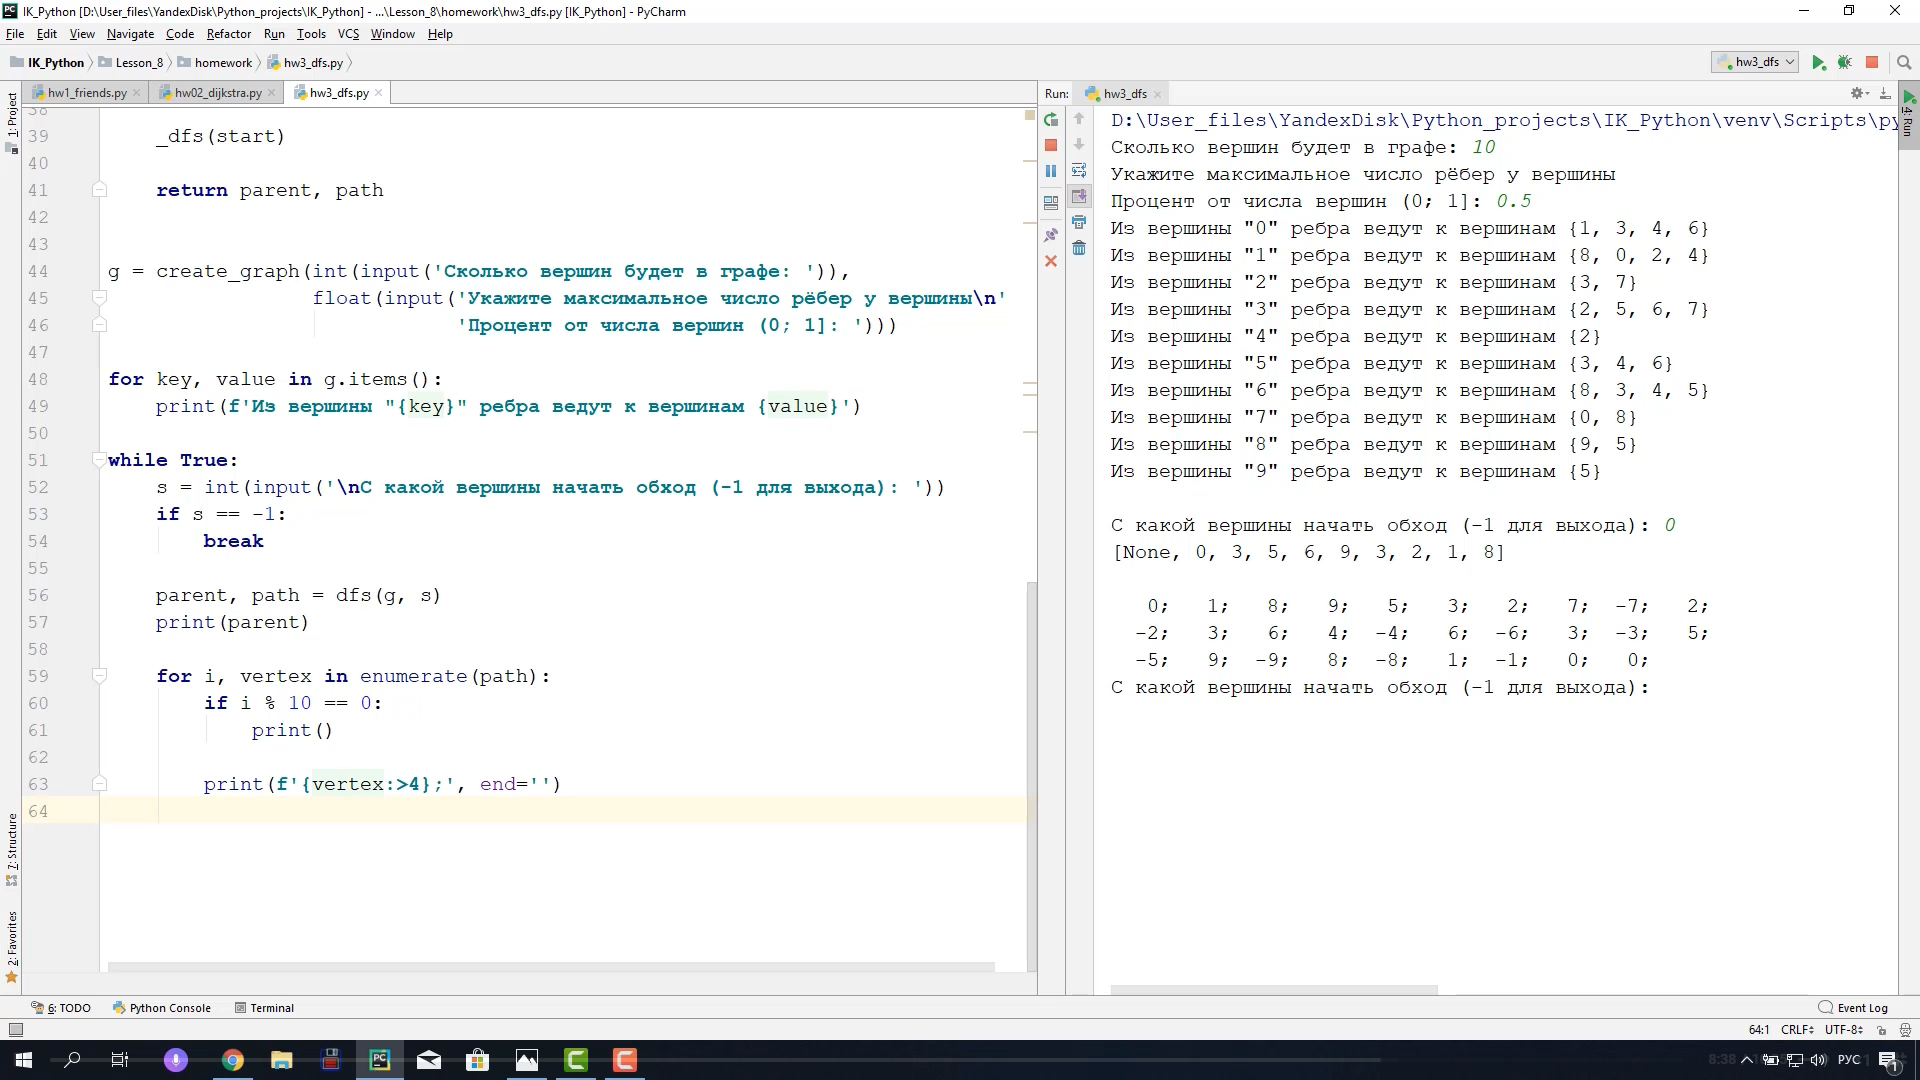 IK_Python [D:\User_files\YandexDisk\Python_projects\IK_Python] - ...\Lesson_8\homework\hw3_dfs.py [IK_Python] - PyCharm
File Edit View Navigate Code Refactor Run Tools VCS Window Help
IK_Python Lesson_8 homework hw3_dfs.py
hw3_dfs
hw1_friends.py hw02_dijkstra.py hw3_dfs.py
Run: hw3_dfs
1: Project
7: Structure
2: Favorites
4: Run
38
39 _dfs(start)
40
41 return parent, path
42
43
44 g = create_graph(int(input('Сколько вершин будет в графе: ')),
45 float(input('Укажите максимальное число рёбер у вершины\n'
46 'Процент от числа вершин (0; 1]: ')))
47
48 for key, value in g.items():
49 print(f'Из вершины "{key}" ребра ведут к вершинам {value}')
50
51 while True:
52 s = int(input('\nС какой вершины начать обход (-1 для выхода): '))
53 if s == -1:
54 break
55
56 parent, path = dfs(g, s)
57 print(parent)
58
59 for i, vertex in enumerate(path):
60 if i % 10 == 0:
61 print()
62
63 print(f'{vertex:>4};', end='')
64
D:\User_files\YandexDisk\Python_projects\IK_Python\venv\Scripts\py
Сколько вершин будет в графе: 10
Укажите максимальное число рёбер у вершины
Процент от числа вершин (0; 1]: 0.5
Из вершины "0" ребра ведут к вершинам {1, 3, 4, 6}
Из вершины "1" ребра ведут к вершинам {8, 0, 2, 4}
Из вершины "2" ребра ведут к вершинам {3, 7}
Из вершины "3" ребра ведут к вершинам {2, 5, 6, 7}
Из вершины "4" ребра ведут к вершинам {2}
Из вершины "5" ребра ведут к вершинам {3, 4, 6}
Из вершины "6" ребра ведут к вершинам {8, 3, 4, 5}
Из вершины "7" ребра ведут к вершинам {0, 8}
Из вершины "8" ребра ведут к вершинам {9, 5}
Из вершины "9" ребра ведут к вершинам {5}
С какой вершины начать обход (-1 для выхода): 0
[None, 0, 3, 5, 6, 9, 3, 2, 1, 8]
0; 1; 8; 9; 5; 3; 2; 7; -7; 2;
-2; 3; 6; 4; -4; 6; -6; 3; -3; 5;
-5; 9; -9; 8; -8; 1; -1; 0; 0;
С какой вершины начать обход (-1 для выхода):
6: TODO Python Console Terminal Event Log
64:1 CRLF UTF-8
РУС